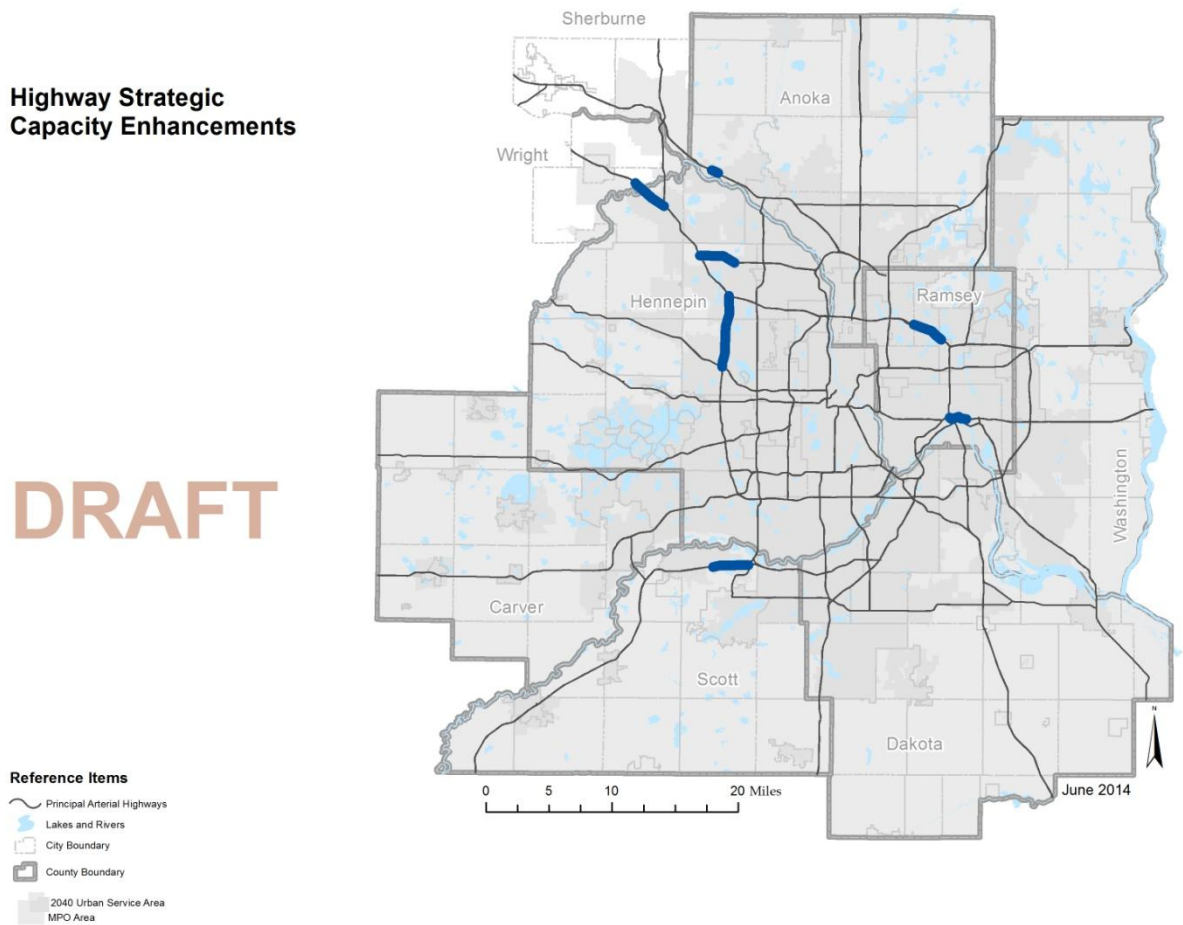 Highway Strategic
Capacity Enhancements
Sherburne
Anoka
Wright
Hennepin
Ramsey
DRAFT
Washington
Carver
Scott
Dakota
N
June 2014
0 5 10 20 Miles
Reference Items
Principal Arterial Highways
Lakes and Rivers
City Boundary
County Boundary
2040 Urban Service Area
MPO Area